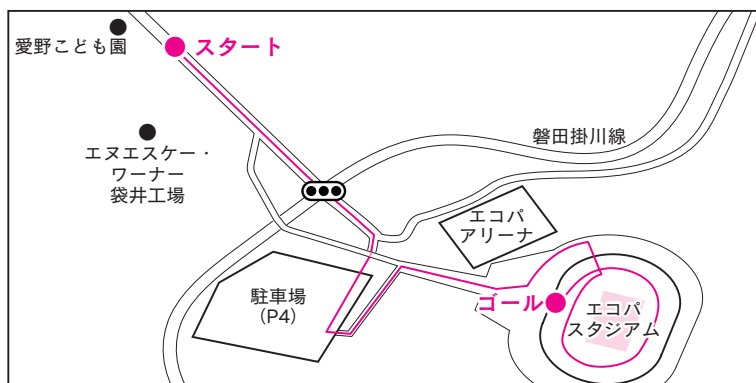 愛野こども園
スタート
エヌエスケー・
ワーナー
袋井工場
磐田掛川線
エコパ
アリーナ
駐車場
(P4)
ゴール
エコパ
スタジアム